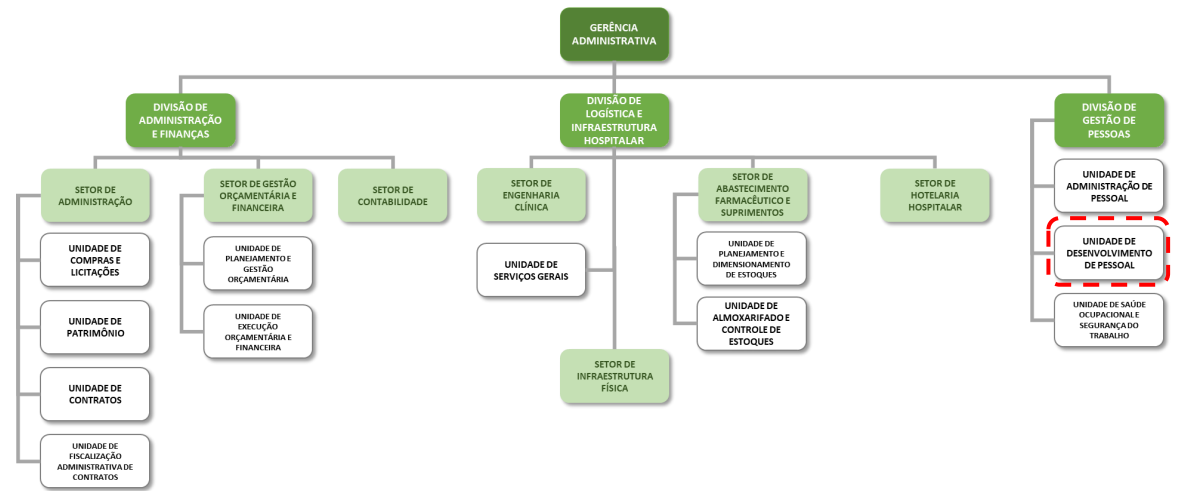 GERÊNCIA
ADMINISTRATIVA
DIVISÃO DE
ADMINISTRAÇÃO
E FINANÇAS
DIVISÃO DE
LOGÍSTICA E
INFRAESTRUTURA
HOSPITALAR
DIVISÃO DE
GESTÃO DE
PESSOAS
SETOR DE
ADMINISTRAÇÃO
SETOR DE GESTÃO
ORÇAMENTÁRIA E
FINANCEIRA
SETOR DE
CONTABILIDADE
SETOR DE
ENGENHARIA
CLÍNICA
SETOR DE
ABASTECIMENTO
FARMACÊUTICO E
SUPRIMENTOS
SETOR DE
HOTELARIA
HOSPITALAR
UNIDADE DE
ADMINISTRAÇÃO DE
PESSOAL
UNIDADE DE
COMPRAS E
LICITAÇÕES
UNIDADE DE
PLANEJAMENTO E
GESTÃO
ORÇAMENTÁRIA
UNIDADE DE
SERVIÇOS GERAIS
UNIDADE DE
PLANEJAMENTO E
DIMENSIONAMENTO
DE ESTOQUES
UNIDADE DE
DESENVOLVIMENTO
DE PESSOAL
UNIDADE DE
PATRIMÔNIO
UNIDADE DE
EXECUÇÃO
ORÇAMENTÁRIA E
FINANCEIRA
UNIDADE DE
ALMOXARIFADO E
CONTROLE DE
ESTOQUES
UNIDADE DE SAÚDE
OCUPACIONAL E
SEGURANÇA DO
TRABALHO
SETOR DE
INFRAESTRUTURA
FÍSICA
UNIDADE DE
CONTRATOS
UNIDADE DE
FISCALIZAÇÃO
ADMINISTRATIVA DE
CONTRATOS